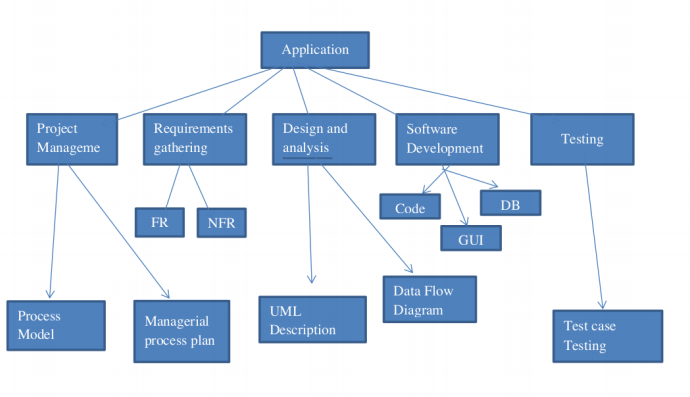 Application
Project
Manageme
Requirements
gathering
Design and
analysis
Software
Development
Testing
FR
NFR
Code
DB
GUI
Process
Model
Managerial
process plan
UML
Description
Data Flow
Diagram
Test case
Testing